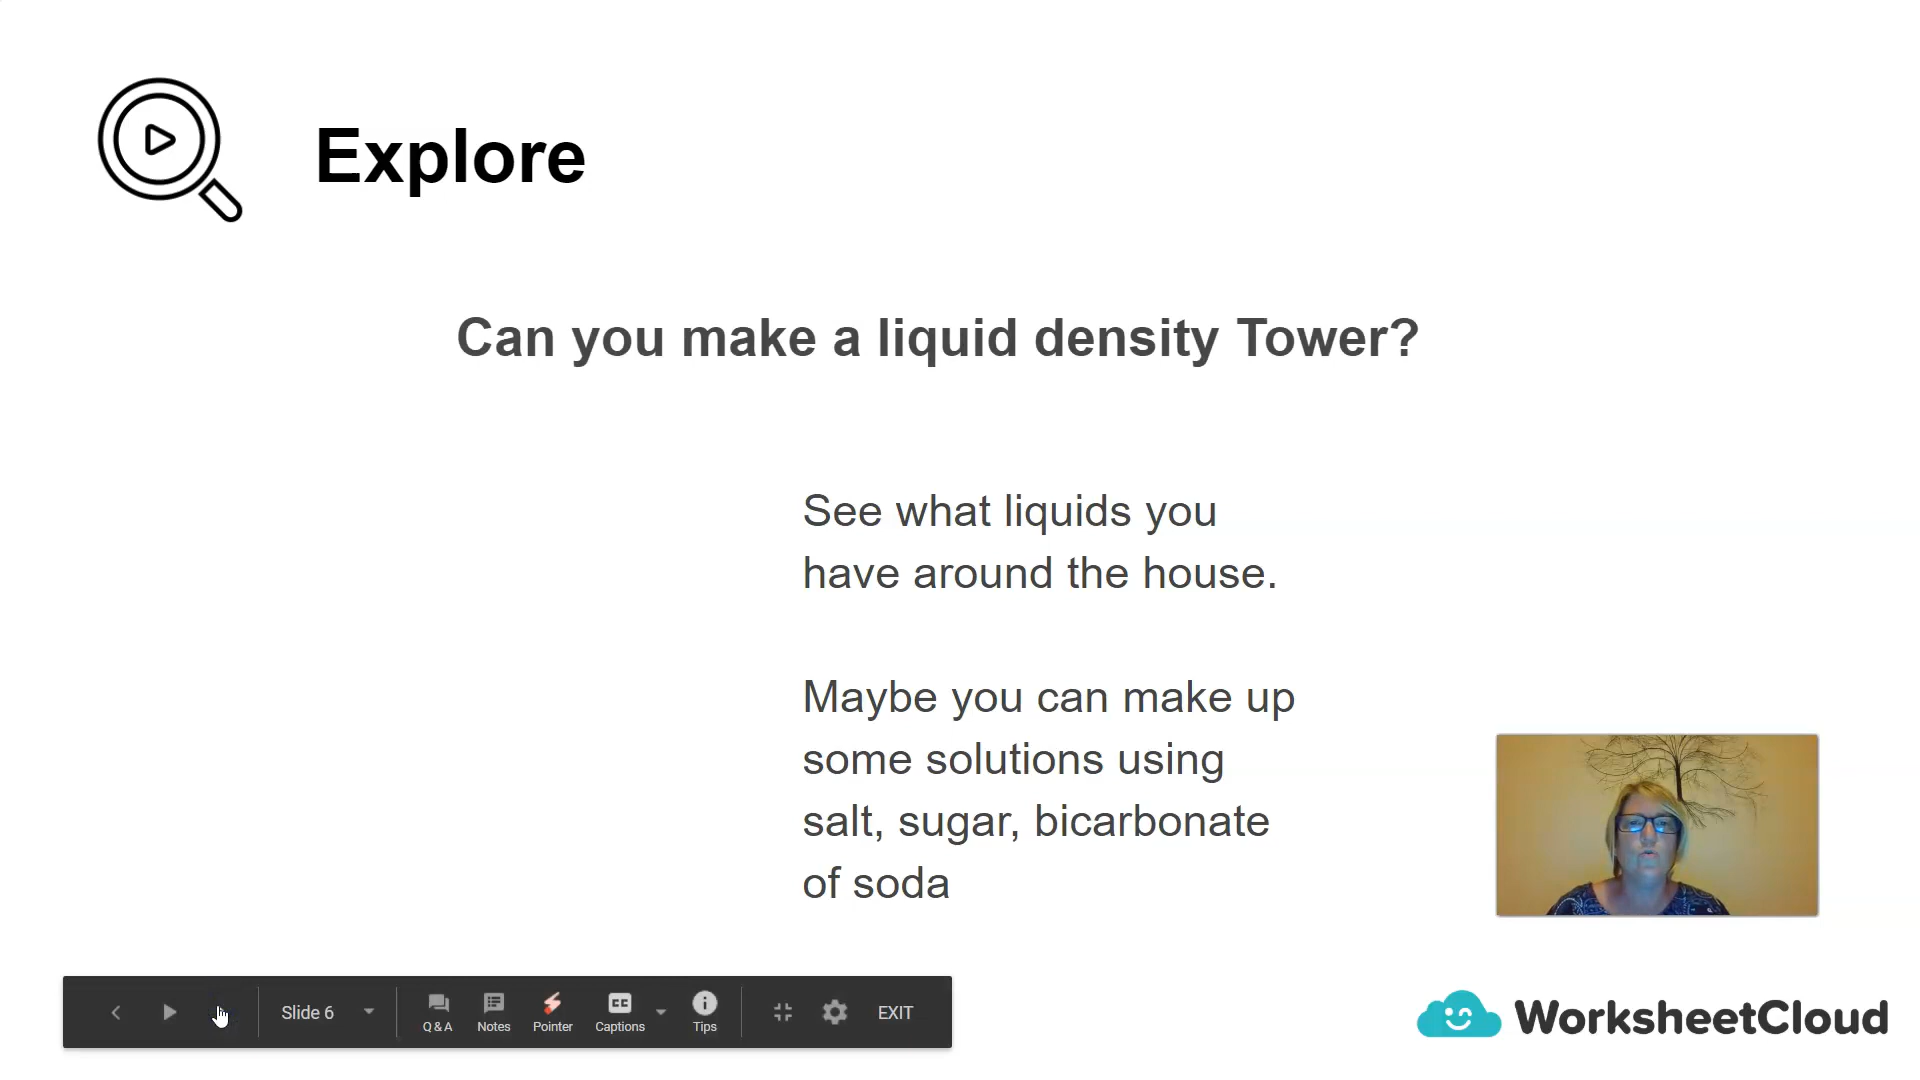 Explore
Can you make a liquid density Tower?
See what liquids you
have around the house.
Maybe you can make up
some solutions using
salt, sugar, bicarbonate
of soda
Slide 6
Q & A
Notes
Pointer
CC
Captions
Tips
EXIT
WorksheetCloud